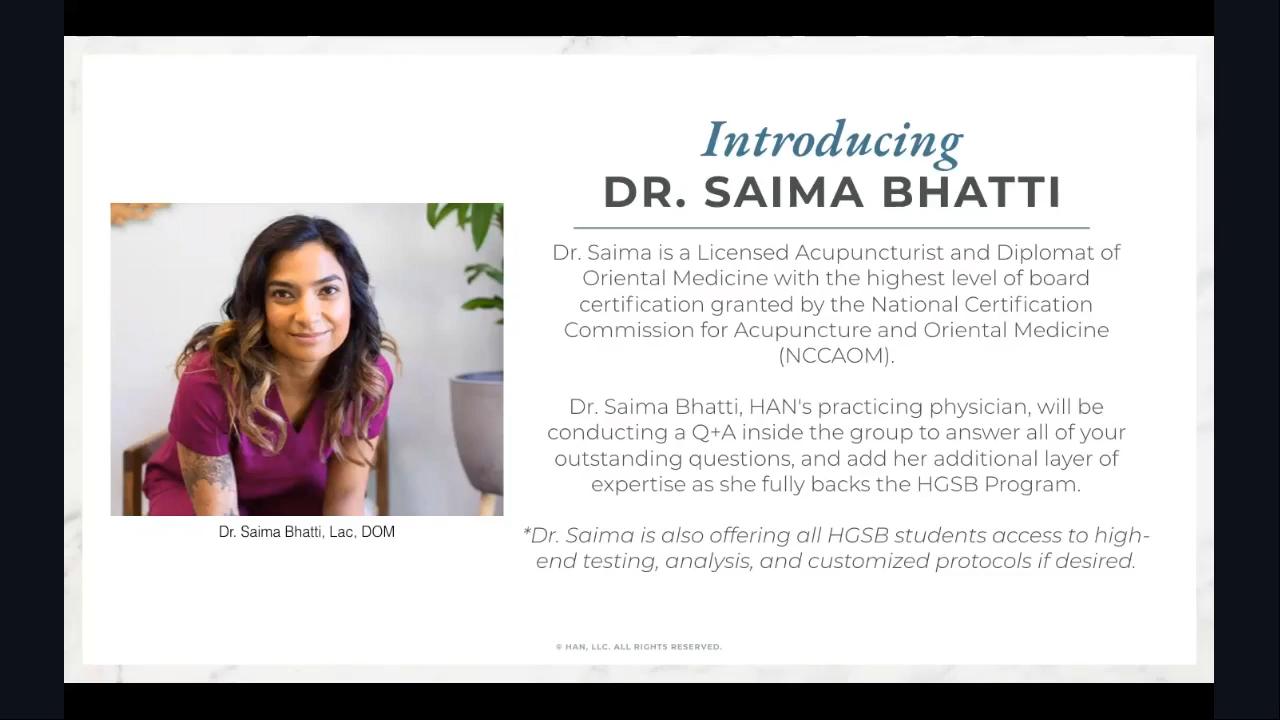 Introducing
DR. SAIMA BHATTI
Dr. Saima is a Licensed Acupuncturist and Diplomat of
Oriental Medicine with the highest level of board
certification granted by the National Certification
Commission for Acupuncture and Oriental Medicine
(NCCAOM).
Dr. Saima Bhatti, HAN's practicing physician, will be
conducting a Q+A inside the group to answer all of your
outstanding questions, and add her additional layer of
expertise as she fully backs the HGSB Program.
*Dr. Saima is also offering all HGSB students access to high-
end testing, analysis, and customized protocols if desired.
Dr. Saima Bhatti, Lac, DOM
© HAN, LLC. ALL RIGHTS RESERVED.